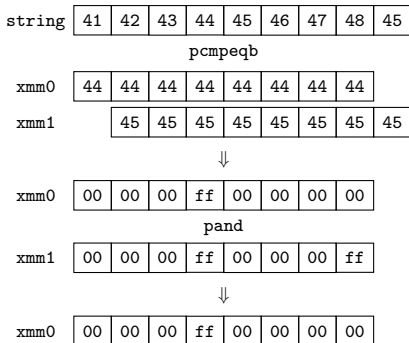 string 41 42 43 44 45 46 47 48 45
pcmpeqb
xmm0 44 44 44 44 44 44 44 44
xmm1 45 45 45 45 45 45 45 45
⇓
xmm0 00 00 00 ff 00 00 00 00
pand
xmm1 00 00 00 ff 00 00 00 ff
⇓
xmm0 00 00 00 ff 00 00 00 00